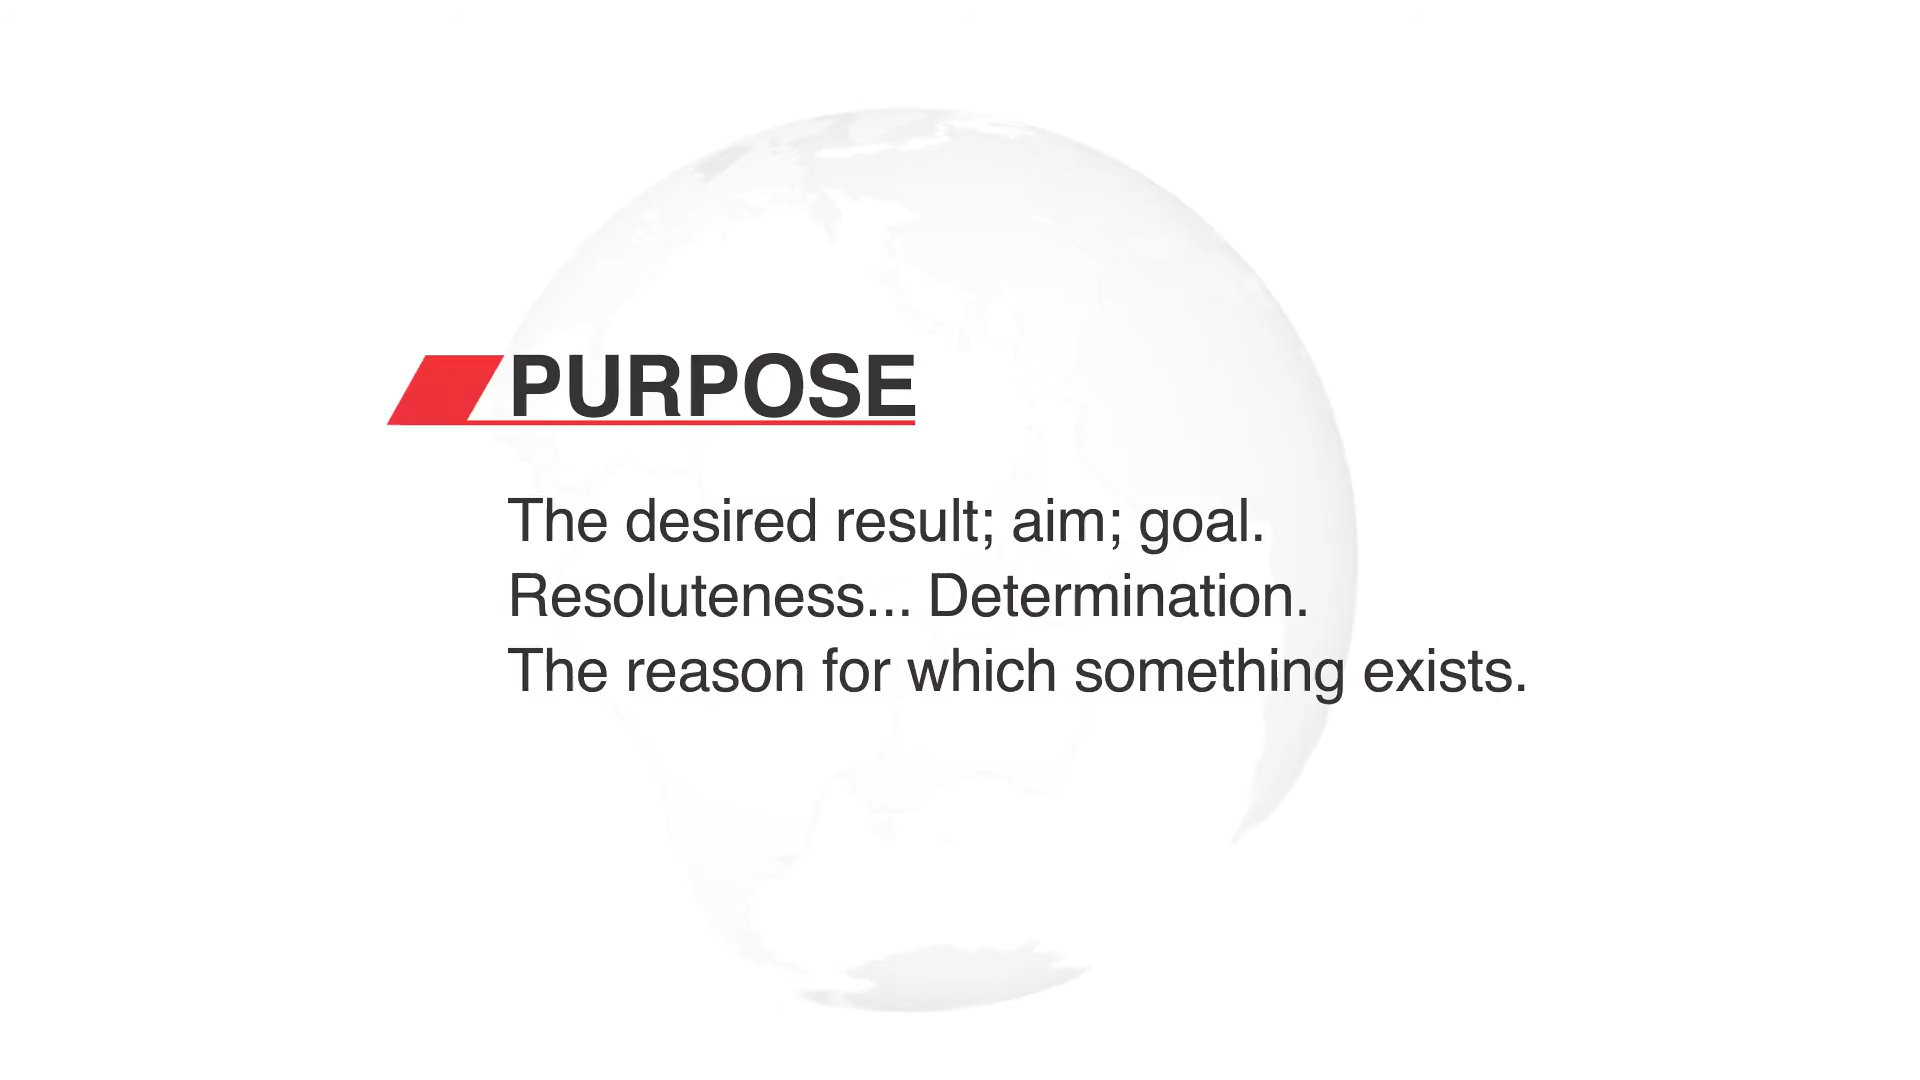 PURPOSE
The desired result; aim; goal.
Resoluteness... Determination.
The reason for which something exists.